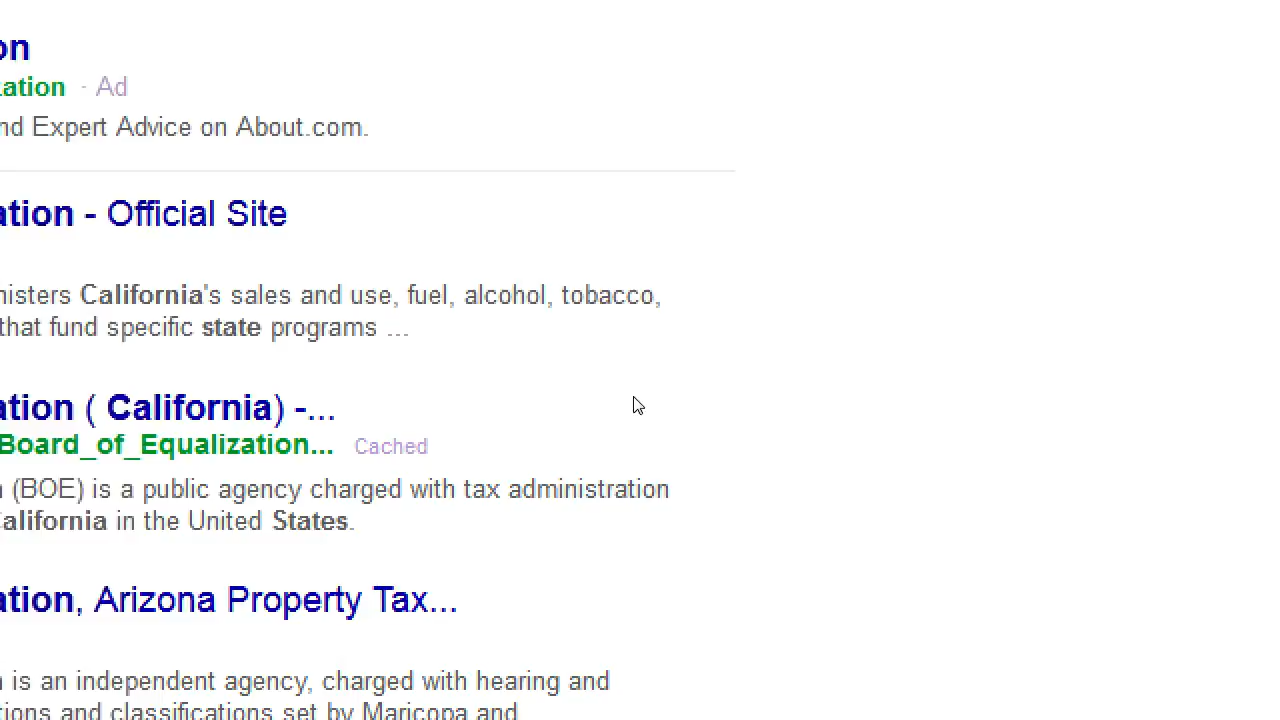 on
zation · Ad
nd Expert Advice on About.com.
ation - Official Site
nisters California's sales and use, fuel, alcohol, tobacco,
that fund specific state programs ...
ation ( California) -...
Board_of_Equalization... Cached
n (BOE) is a public agency charged with tax administration
California in the United States.
ation, Arizona Property Tax...
n is an independent agency, charged with hearing and
tions and classifications set by Maricopa and